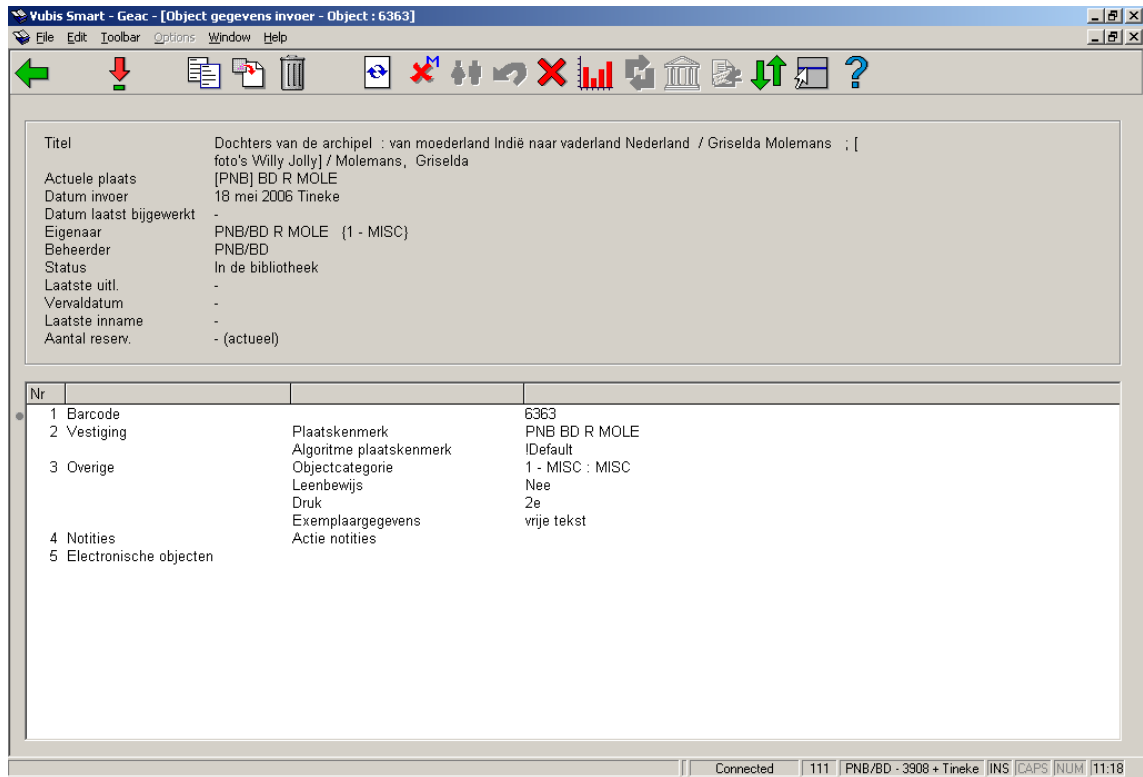 Vubis Smart - Geac - [Object gegevens invoer - Object : 6363]
File Edit Toolbar Options Window Help
M ?
Titel Dochters van de archipel : van moederland Indië naar vaderland Nederland / Griselda Molemans ; [
foto's Willy Jolly] / Molemans, Griselda
Actuele plaats [PNB] BD R MOLE
Datum invoer 18 mei 2006 Tineke
Datum laatst bijgewerkt -
Eigenaar PNB/BD R MOLE {1 - MISC}
Beheerder PNB/BD
Status In de bibliotheek
Laatste uitl. -
Vervaldatum -
Laatste inname -
Aantal reserv. - (actueel)
Nr
1 Barcode 6363
2 Vestiging Plaatskenmerk PNB BD R MOLE
Algoritme plaatskenmerk !Default
3 Overige Objectcategorie 1 - MISC : MISC
Leenbewijs Nee
Druk 2e
Exemplaargegevens vrije tekst
4 Notities Actie notities
5 Electronische objecten
Connected 111 PNB/BD - 3908 + Tineke INS CAPS NUM 11:18